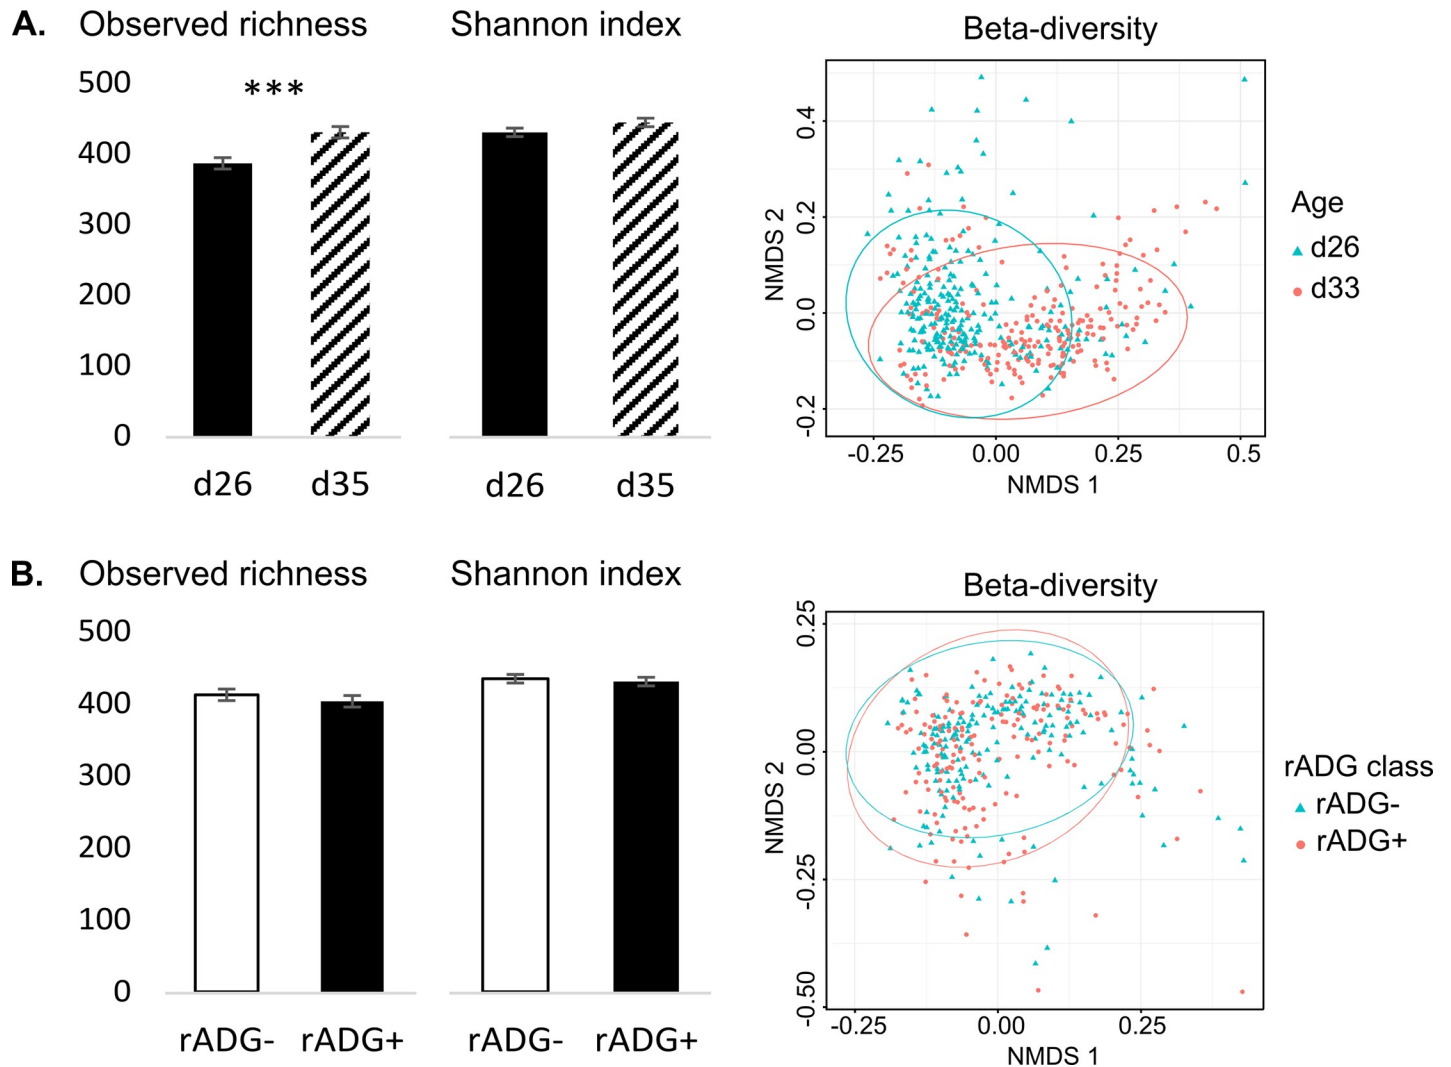 A. Observed richness Shannon index Beta-diversity
500
400
300
200
100
0
***
d26 d35
d26 d35
0.4
0.2
0.0
-0.2
NMDS 2
-0.25 0.00 0.25 0.5
NMDS 1
Age
d26
d33
B. Observed richness Shannon index Beta-diversity
500
400
300
200
100
0
rADG- rADG+
rADG- rADG+
0.25
0.00
-0.25
-0.50
NMDS 2
-0.25 0.00 0.25
NMDS 1
rADG class
rADG-
rADG+